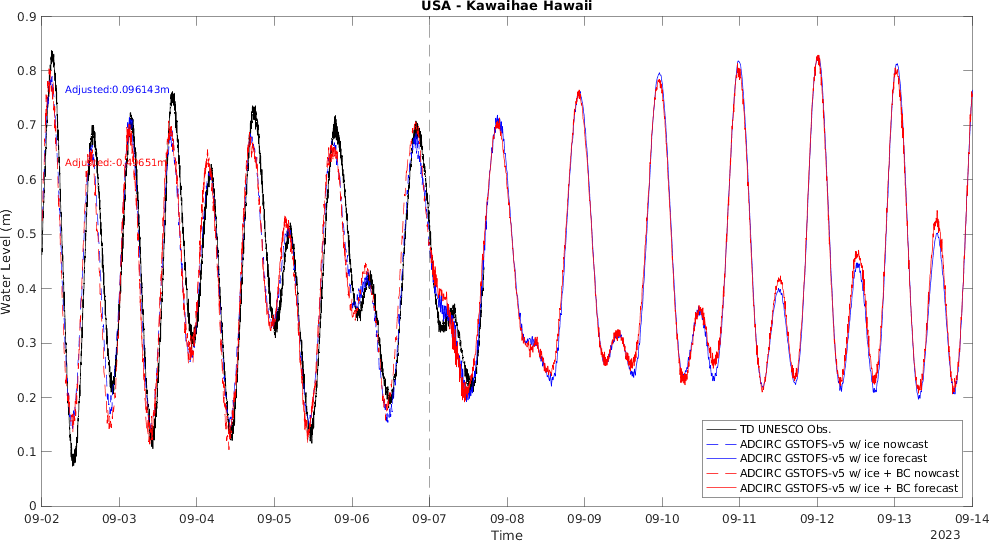 USA - Kawaihae Hawaii
0.9
0.8
Adjusted:0.096143m
0.7
0.6
0.5
Water Level (m)
0.4
0.3
0.2
0.1
0
TD UNESCO Obs.
ADCIRC GSTOFS-v5 w/ ice nowcast
ADCIRC GSTOFS-v5 w/ ice forecast
ADCIRC GSTOFS-v5 w/ ice + BC nowcast
ADCIRC GSTOFS-v5 w/ ice + BC forecast
09-02 09-03 09-04 09-05 09-06 09-07 09-08 09-09 09-10 09-11 09-12 09-13 09-14
Time
2023